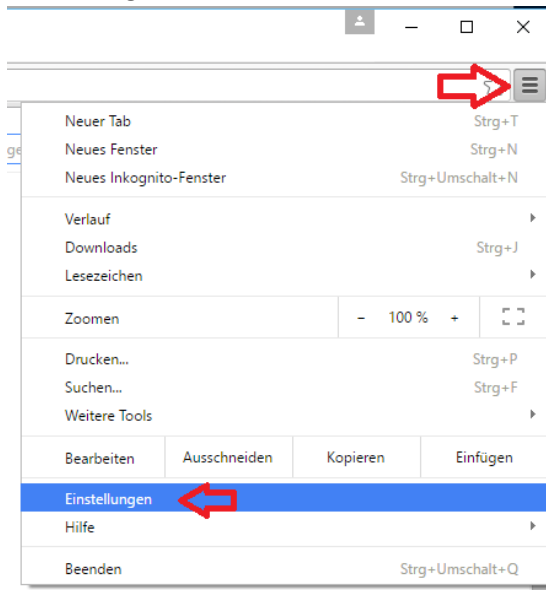 Neuer Tab Strg+T
Neues Fenster Strg+N
ge
Neues Inkognito-Fenster Strg+Umschalt+N
Verlauf
Downloads Strg+J
Lesezeichen
Zoomen - 100 % +
Drucken... Strg+P
Suchen... Strg+F
Weitere Tools
Bearbeiten Ausschneiden Kopieren Einfügen
Einstellungen
Hilfe
Beenden Strg+Umschalt+Q